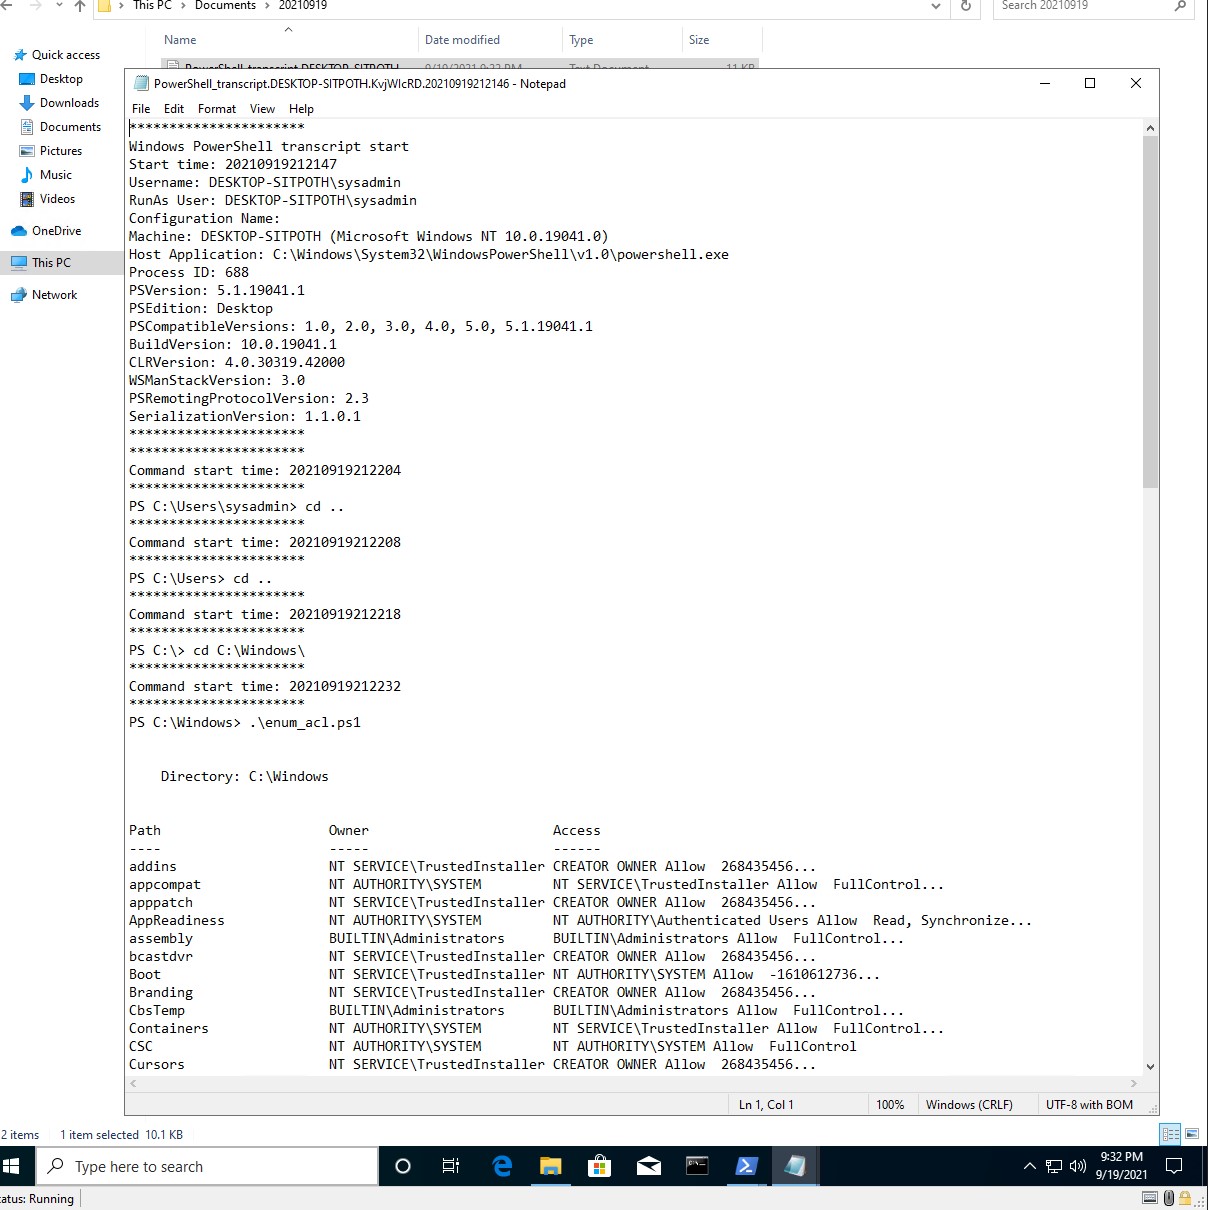 This PC > Documents > 20210919
Search 20210919
Name Date modified Type Size
Quick access
Desktop
Downloads
Documents
Pictures
Music
Videos
OneDrive
This PC
Network
PowerShell_transcript.DESKTOP-SITPOTH... 9/19/2021 9:32 PM Text Document 11 KB
PowerShell_transcript.DESKTOP-SITPOTH.KvjWIcRD.20210919212146 - Notepad
File Edit Format View Help
**********************
Windows PowerShell transcript start
Start time: 20210919212147
Username: DESKTOP-SITPOTH\sysadmin
RunAs User: DESKTOP-SITPOTH\sysadmin
Configuration Name:
Machine: DESKTOP-SITPOTH (Microsoft Windows NT 10.0.19041.0)
Host Application: C:\Windows\System32\WindowsPowerShell\v1.0\powershell.exe
Process ID: 688
PSVersion: 5.1.19041.1
PSEdition: Desktop
PSCompatibleVersions: 1.0, 2.0, 3.0, 4.0, 5.0, 5.1.19041.1
BuildVersion: 10.0.19041.1
CLRVersion: 4.0.30319.42000
WSManStackVersion: 3.0
PSRemotingProtocolVersion: 2.3
SerializationVersion: 1.1.0.1
**********************
**********************
Command start time: 20210919212204
**********************
PS C:\Users\sysadmin> cd ..
**********************
Command start time: 20210919212208
**********************
PS C:\Users> cd ..
**********************
Command start time: 20210919212218
**********************
PS C:\> cd C:\Windows\
**********************
Command start time: 20210919212232
**********************
PS C:\Windows> .\enum_acl.ps1
Directory: C:\Windows
Path Owner Access
---- ----- ------
addins NT SERVICE\TrustedInstaller CREATOR OWNER Allow 268435456...
appcompat NT AUTHORITY\SYSTEM NT SERVICE\TrustedInstaller Allow FullControl...
apppatch NT SERVICE\TrustedInstaller CREATOR OWNER Allow 268435456...
AppReadiness NT AUTHORITY\SYSTEM NT AUTHORITY\Authenticated Users Allow Read, Synchronize...
assembly BUILTIN\Administrators BUILTIN\Administrators Allow FullControl...
bcastdvr NT SERVICE\TrustedInstaller CREATOR OWNER Allow 268435456...
Boot NT SERVICE\TrustedInstaller NT AUTHORITY\SYSTEM Allow -1610612736...
Branding NT SERVICE\TrustedInstaller CREATOR OWNER Allow 268435456...
CbsTemp BUILTIN\Administrators BUILTIN\Administrators Allow FullControl...
Containers NT AUTHORITY\SYSTEM NT SERVICE\TrustedInstaller Allow FullControl...
CSC NT AUTHORITY\SYSTEM NT AUTHORITY\SYSTEM Allow FullControl
Cursors NT SERVICE\TrustedInstaller CREATOR OWNER Allow 268435456...
Ln 1, Col 1 100% Windows (CRLF) UTF-8 with BOM
2 items 1 item selected 10.1 KB
Type here to search
9:32 PM
9/19/2021
atus: Running